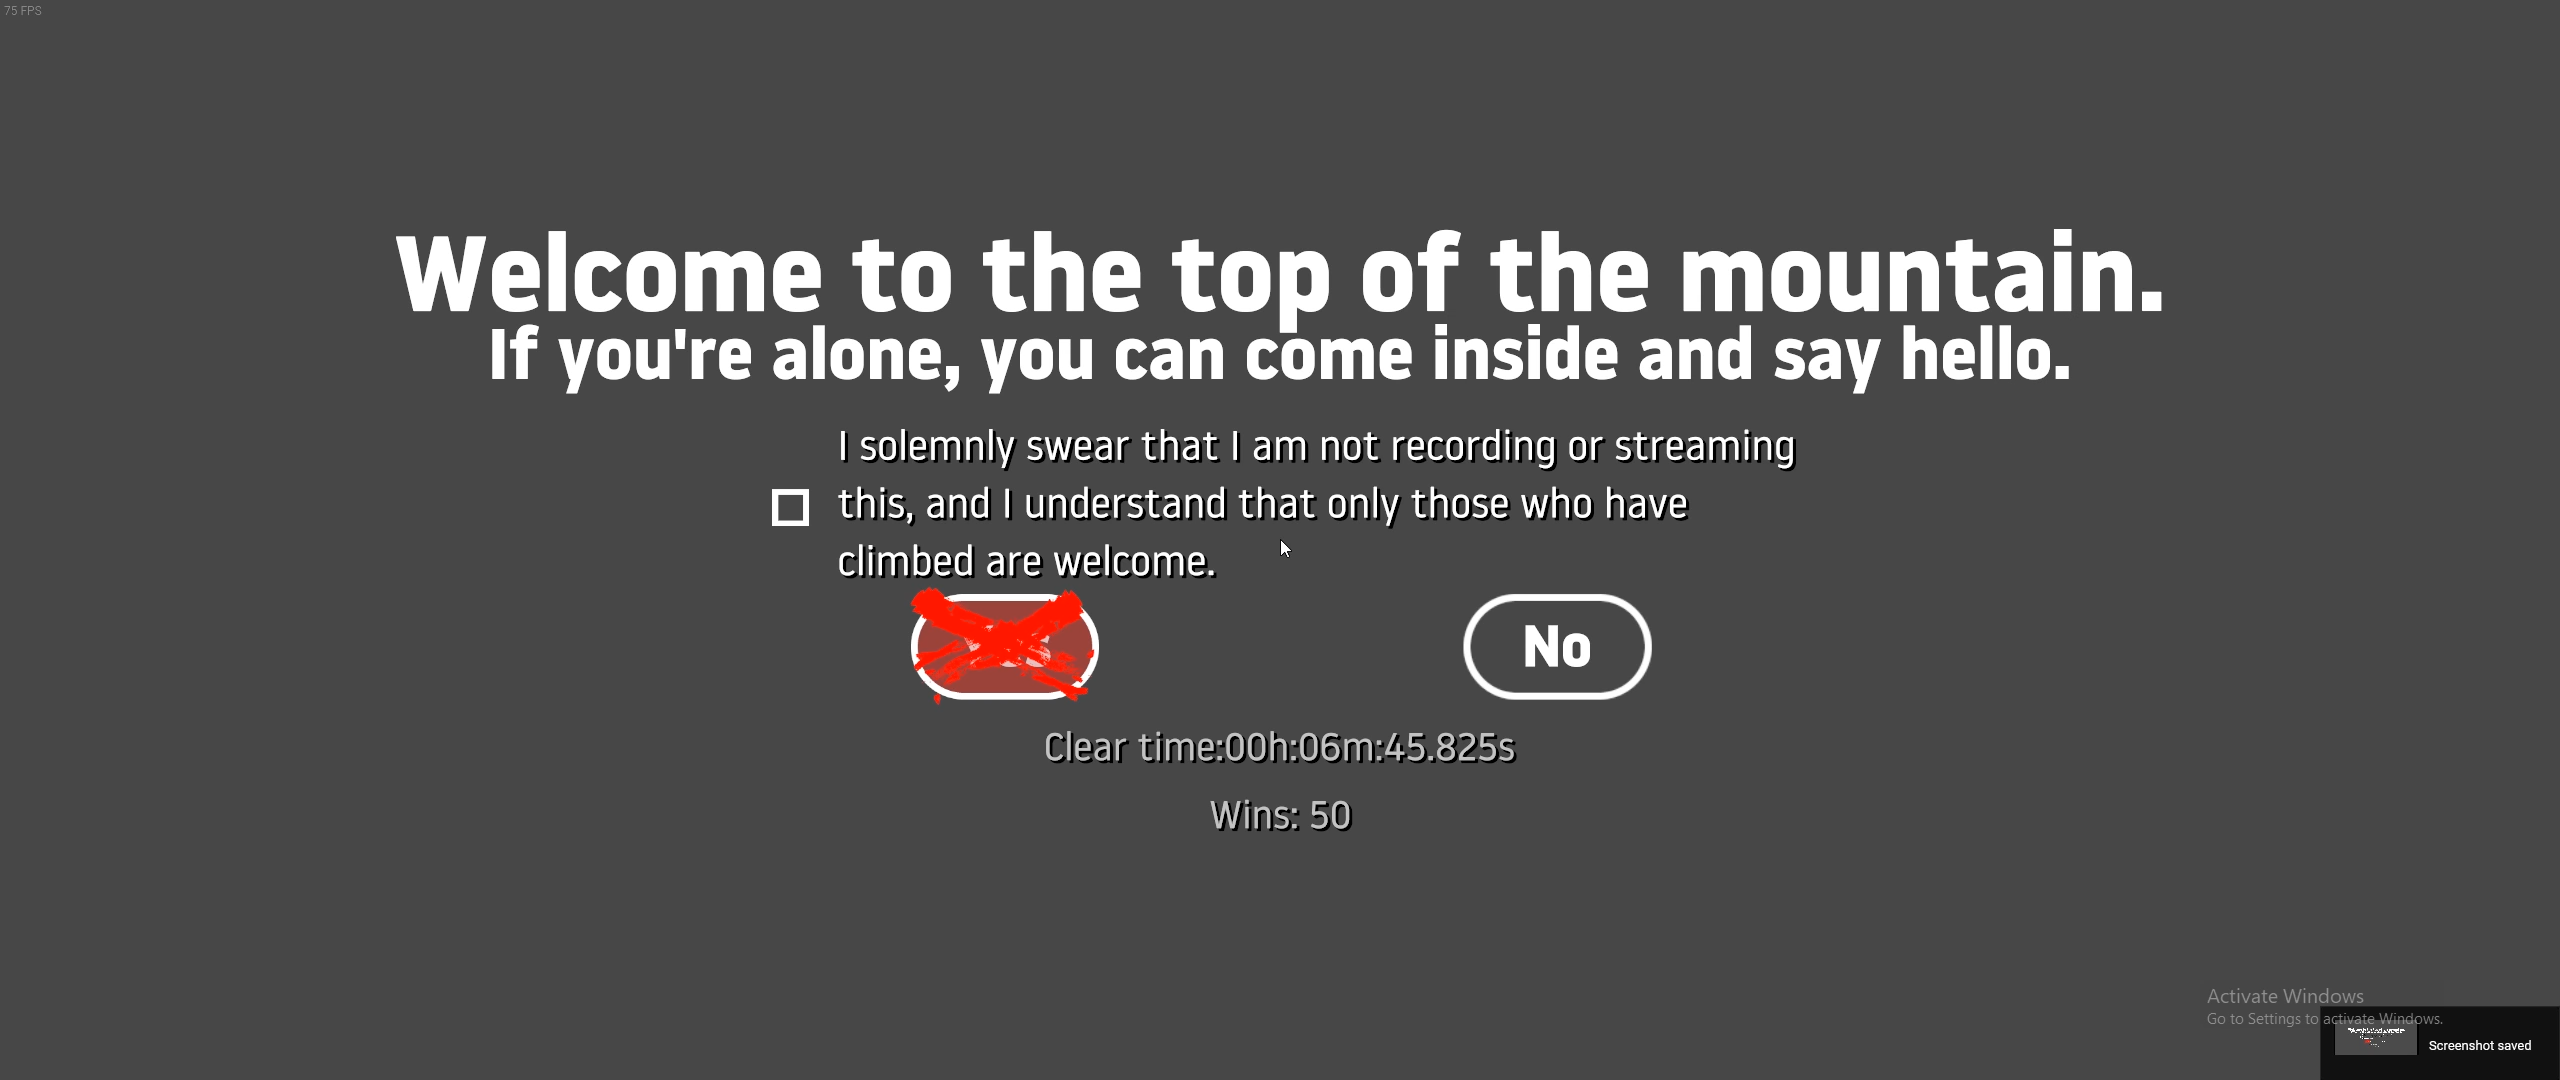 75 FPS
Welcome to the top of the mountain.
If you're alone, you can come inside and say hello.
I solemnly swear that I am not recording or streaming
this, and I understand that only those who have
climbed are welcome.
No
Clear time:00h:06m:45.825s
Wins: 50
Activate Windows
Go to Settings to activate Windows.
Screenshot saved